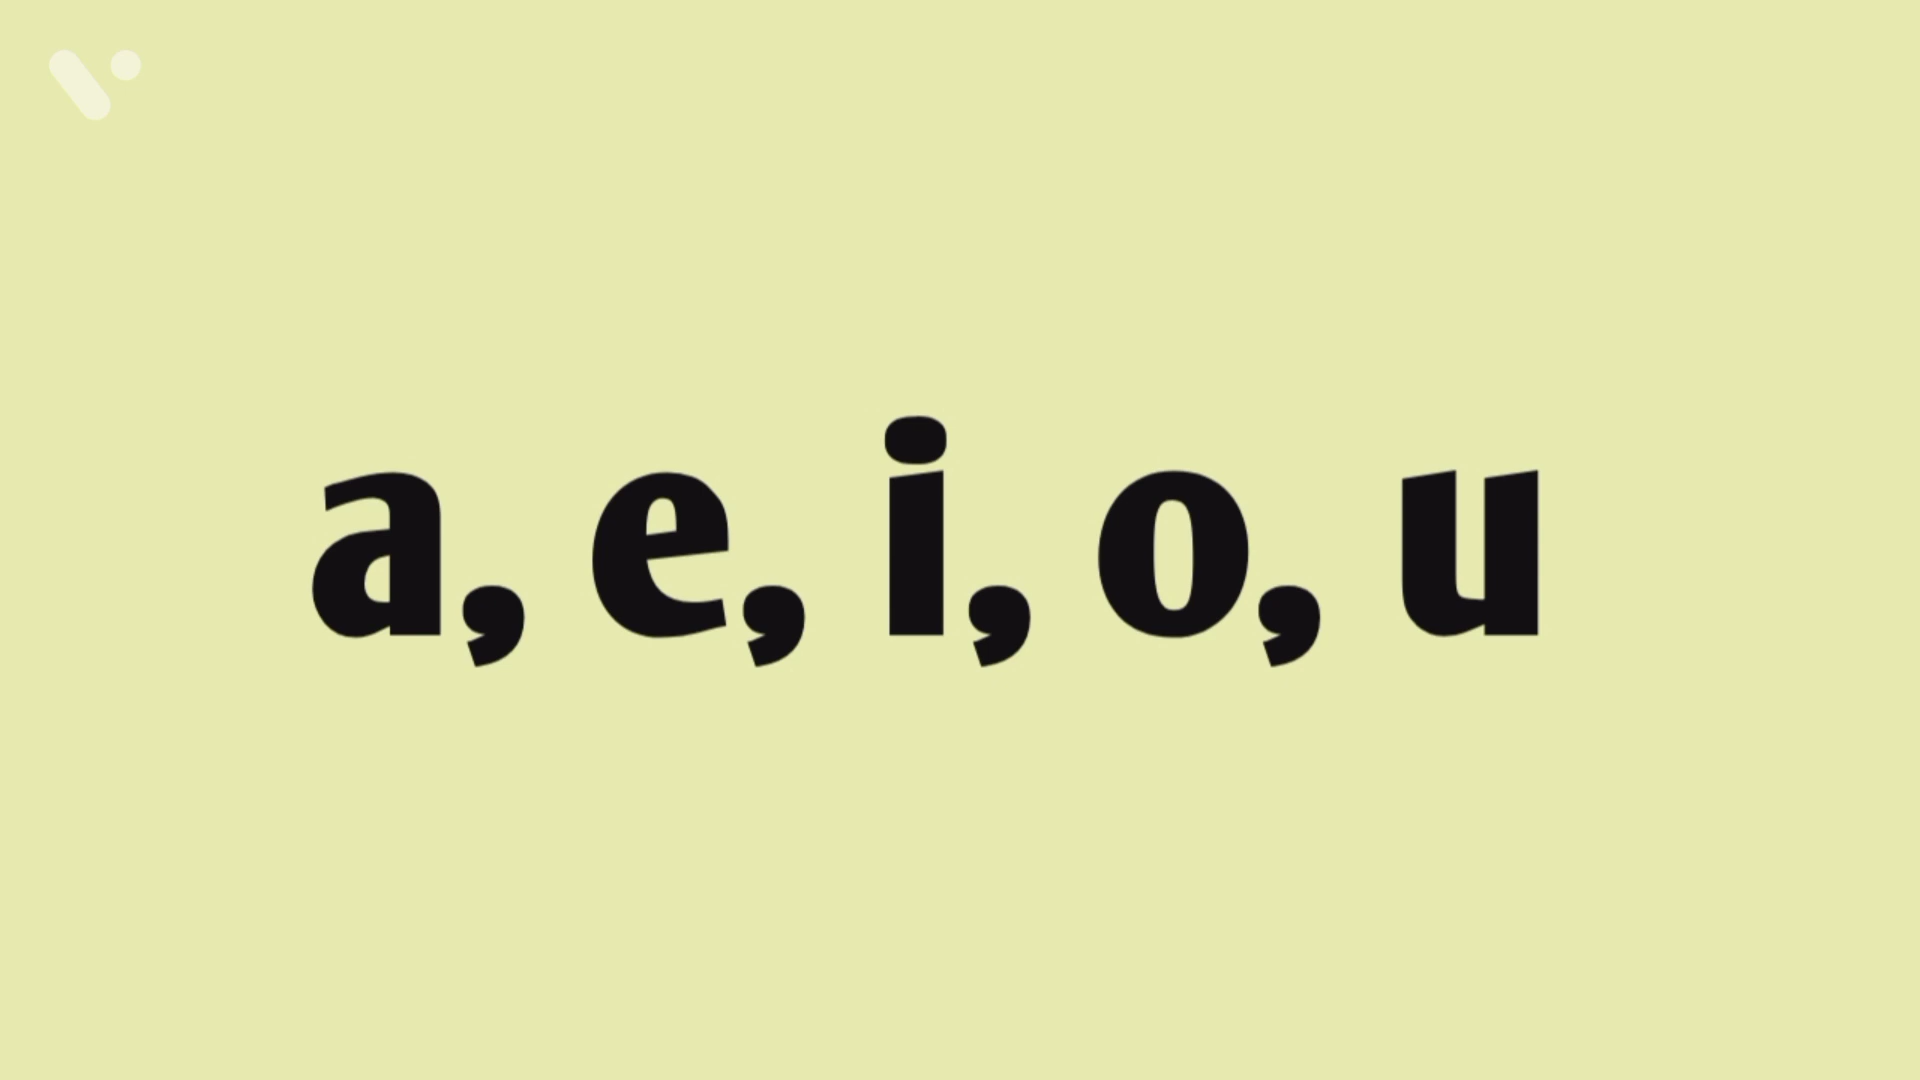 a, e, i, o, u